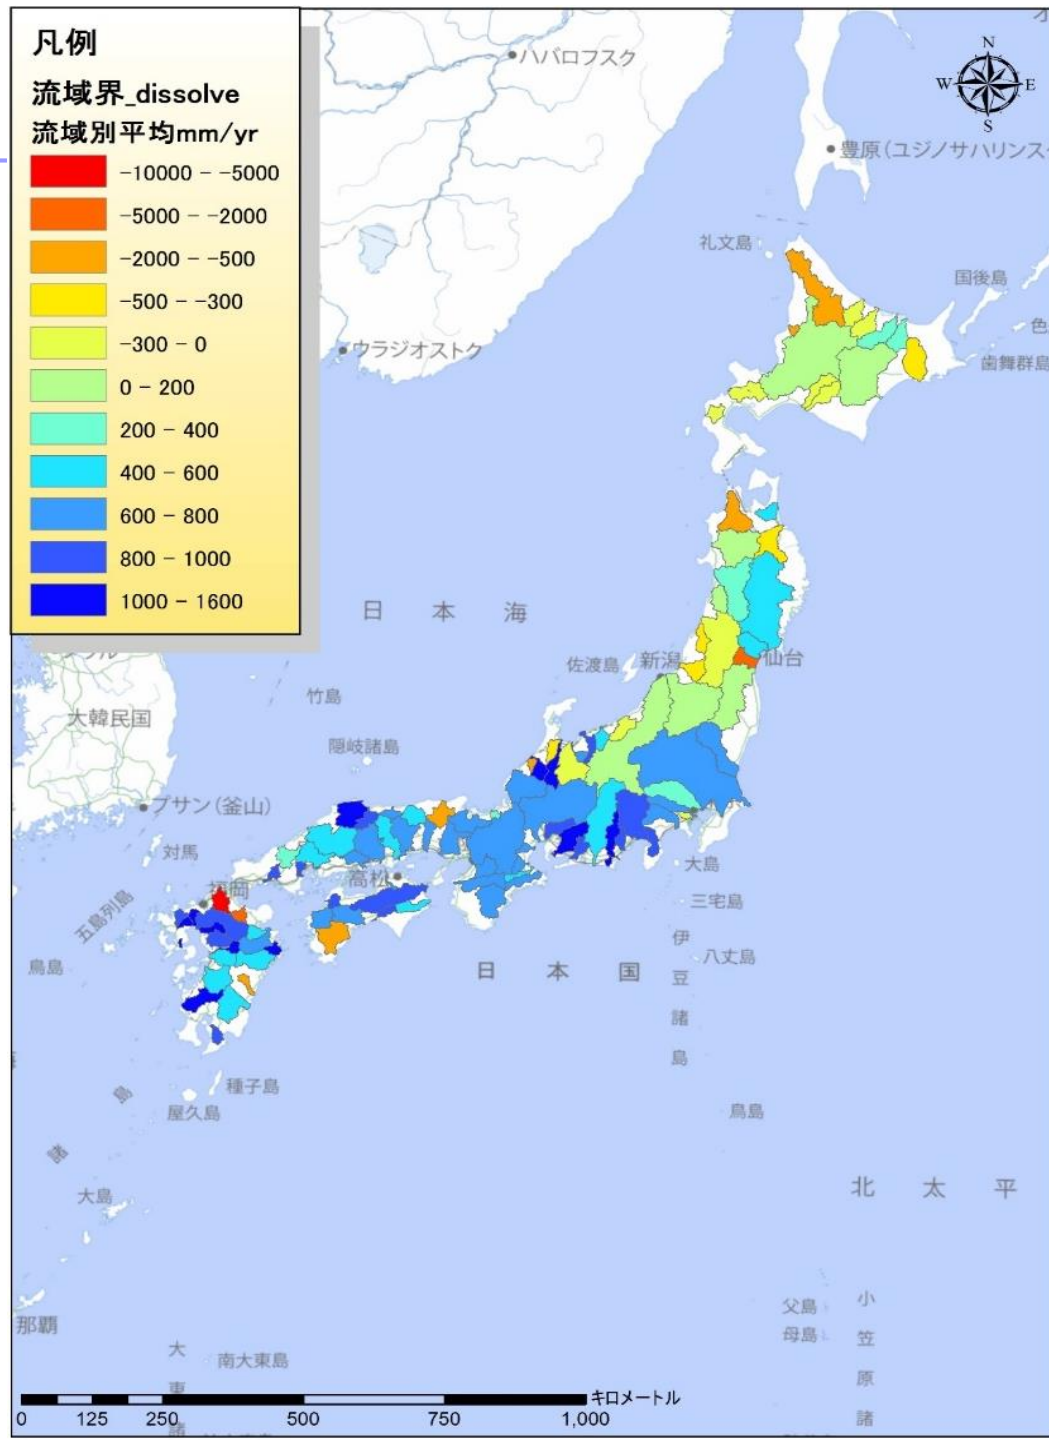 凡例
流域界_dissolve
流域別平均mm/yr
-10000 - -5000
-5000 - -2000
-2000 - -500
-500 - -300
-300 - 0
0 - 200
200 - 400
400 - 600
600 - 800
800 - 1000
1000 - 1600
N
W
E
S
ハバロフスク
豊原(ユジノサハリンス
礼文島
国後島
色
歯舞群島
ウラジオストク
日本海
佐渡島
新潟
仙台
竹島
大韓民国
隠岐諸島
プサン(釜山)
対馬
高松
福岡
五島列島
大島
三宅島
八丈島
伊豆諸島
鳥島
日本国
種子島
屋久島
鳥島
諸島
大島
北太平
那覇
父島
母島
小笠原諸
大東諸
南大東島
キロメートル
0 125 250 500 750 1,000